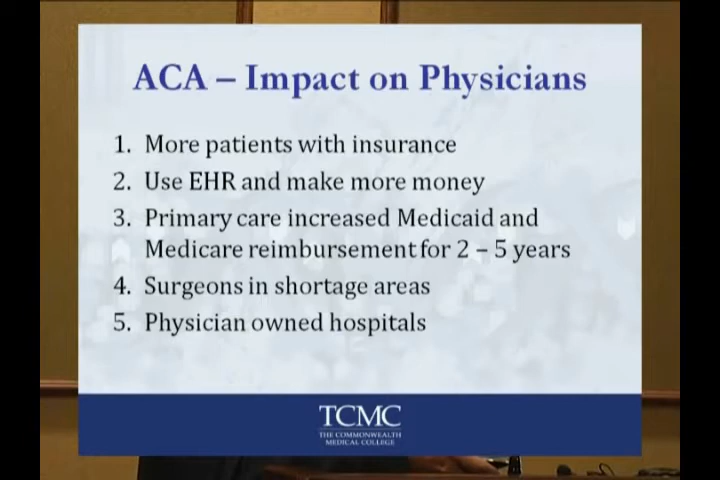 ACA – Impact on Physicians
1. More patients with insurance
2. Use EHR and make more money
3. Primary care increased Medicaid and
Medicare reimbursement for 2 – 5 years
4. Surgeons in shortage areas
5. Physician owned hospitals
TCMC
THE COMMONWEALTH
MEDICAL COLLEGE